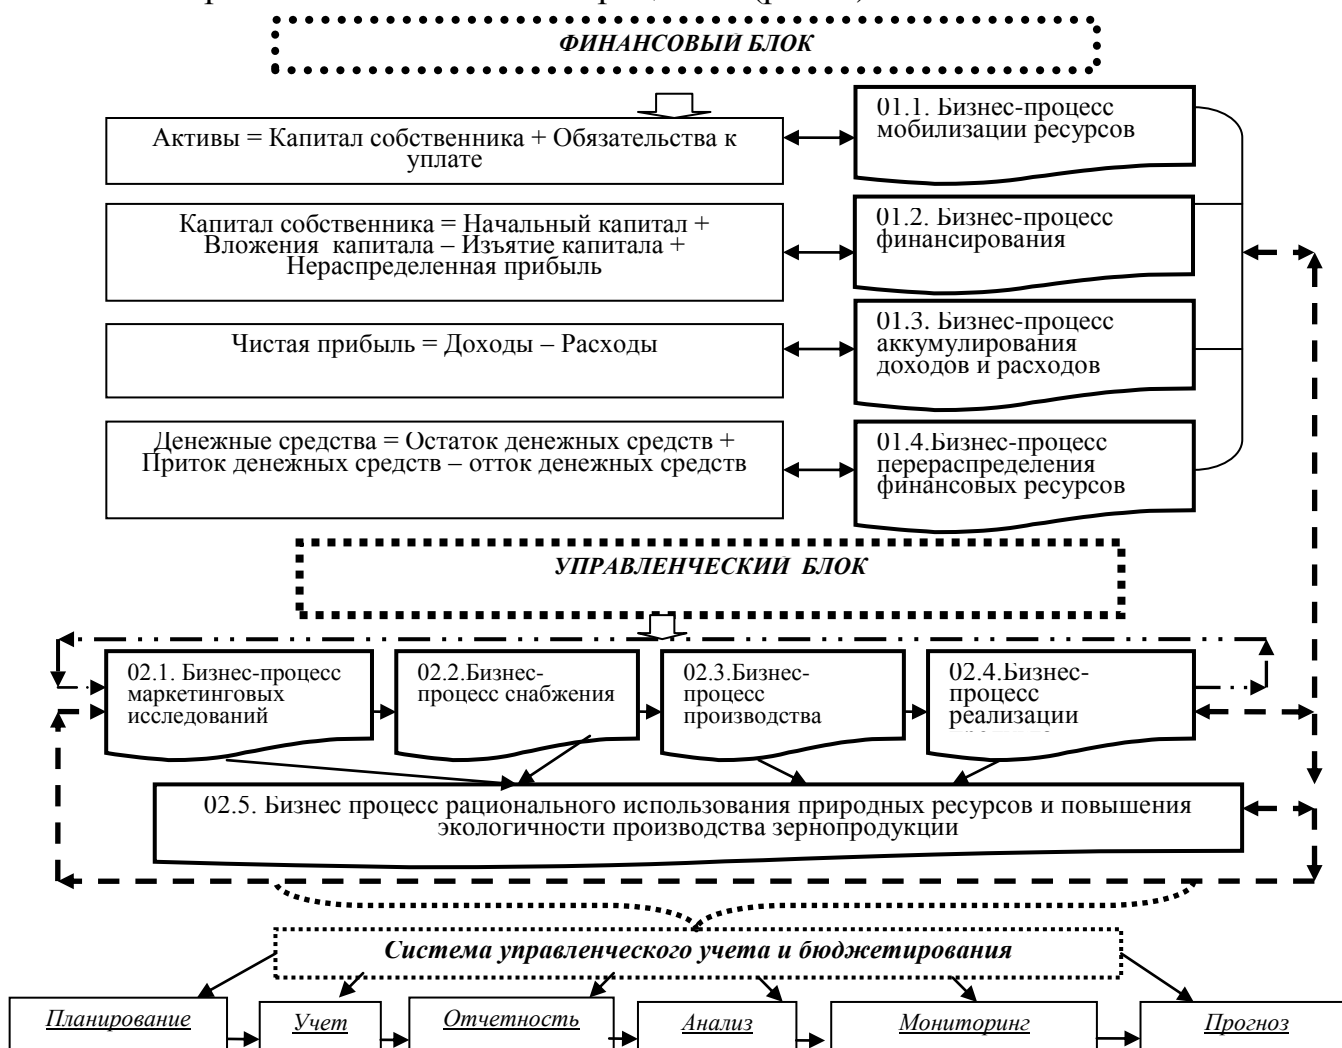 ФИНАНСОВЫЙ БЛОК
Активы = Капитал собственника + Обязательства к
уплате
01.1. Бизнес-процесс
мобилизации ресурсов
Капитал собственника = Начальный капитал +
Вложения капитала – Изъятие капитала +
Нераспределенная прибыль
01.2. Бизнес-процесс
финансирования
Чистая прибыль = Доходы – Расходы
01.3. Бизнес-процесс
аккумулирования
доходов и расходов
Денежные средства = Остаток денежных средств +
Приток денежных средств – отток денежных средств
01.4.Бизнес-процесс
перераспределения
финансовых ресурсов
УПРАВЛЕНЧЕСКИЙ БЛОК
02.1. Бизнес-процесс
маркетинговых
исследований
02.2.Бизнес-
процесс снабжения
02.3.Бизнес-
процесс
производства
02.4.Бизнес-
процесс
реализации
02.5. Бизнес процесс рационального использования природных ресурсов и повышения
экологичности производства зернопродукции
Система управленческого учета и бюджетирования
Планирование
Учет
Отчетность
Анализ
Мониторинг
Прогноз